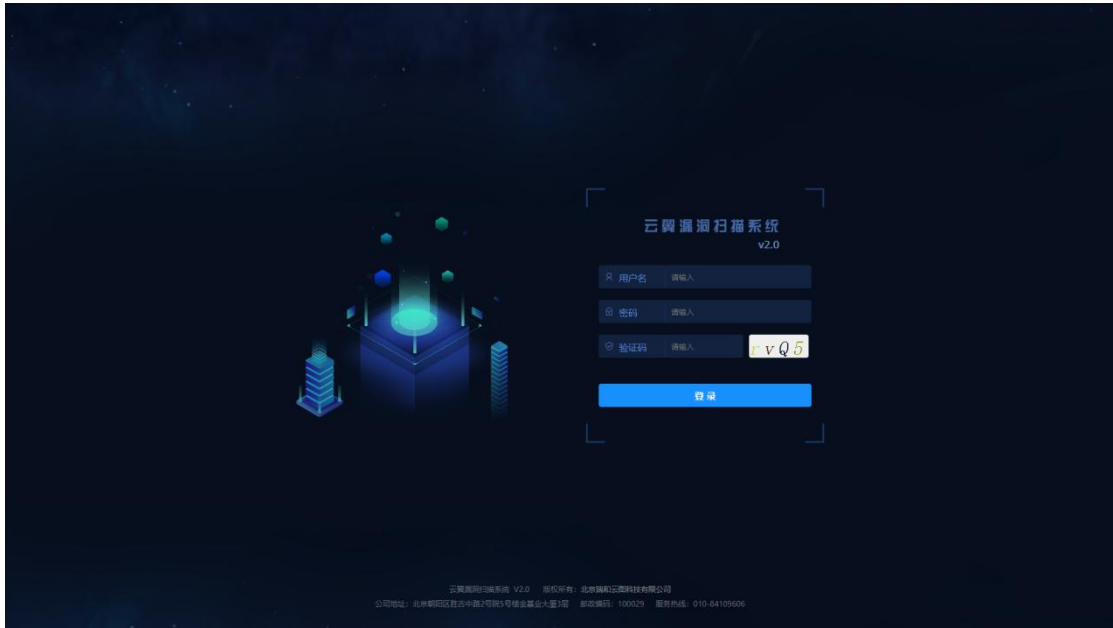 云翼漏洞扫描系统
v2.0
用户名 请输入
密码 请输入
验证码 请输入 rvQ5
登录
云翼漏洞扫描系统 V2.0 版权所有：北京瑞和云图科技有限公司
公司地址：北京朝阳区胜古中路2号院5号楼金基业大厦3层 邮政编码：100029 服务热线：010-84109606